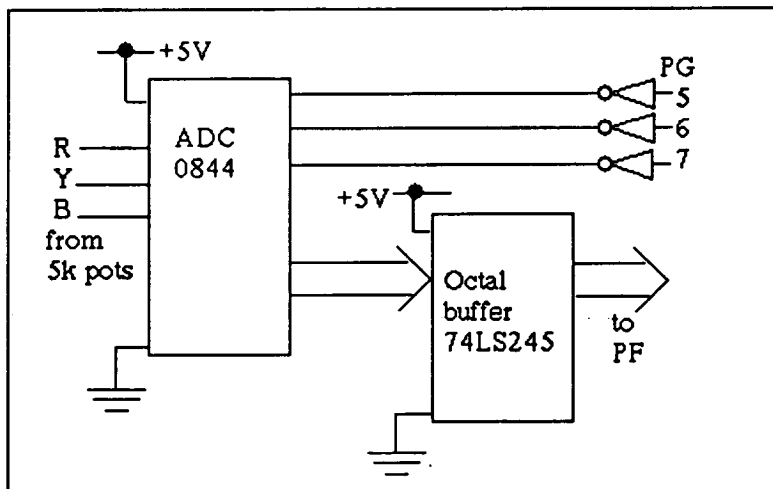 +5V
ADC
0844
R
Y
B
from
5k pots
PG
5
6
7
+5V
Octal
buffer
74LS245
to
PF